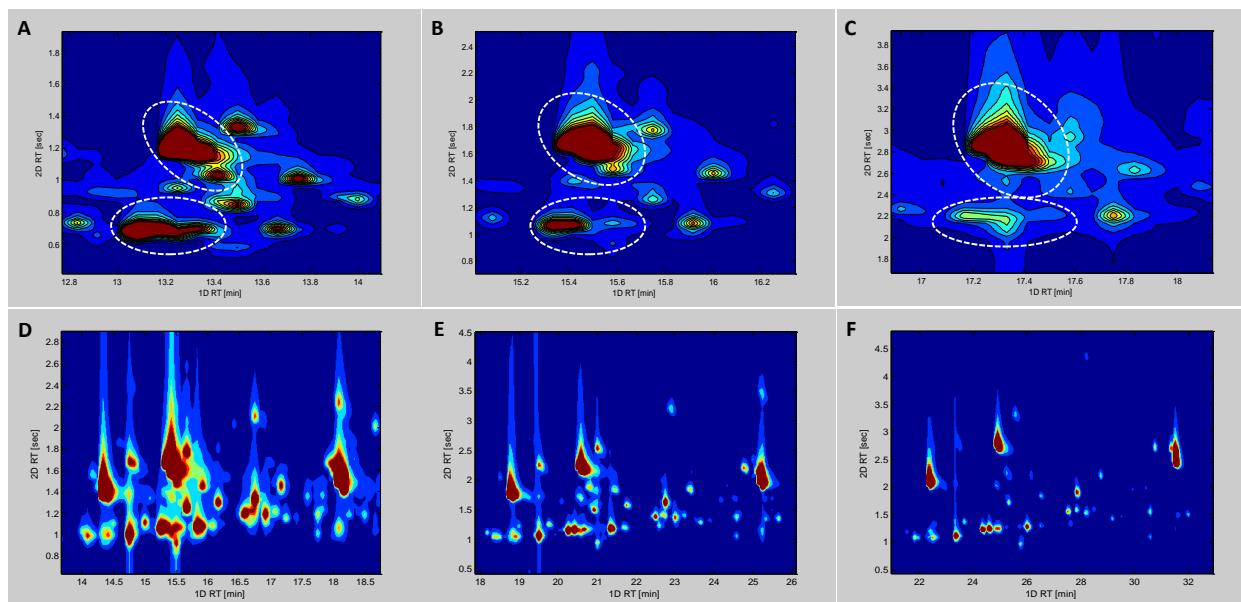 A
2D RT [sec]
1.8
1.6
1.4
1.2
1
0.8
0.6
12.8 13 13.2 13.4 13.6 13.8 14
1D RT [min]
B
2D RT [sec]
2.4
2.2
2
1.8
1.6
1.4
1.2
1
0.8
15.2 15.4 15.6 15.8 16 16.2
1D RT [min]
C
2D RT [sec]
3.8
3.6
3.4
3.2
3
2.8
2.6
2.4
2.2
2
1.8
17 17.2 17.4 17.6 17.8 18
1D RT [min]
D
2D RT [sec]
2.8
2.6
2.4
2.2
2
1.8
1.6
1.4
1.2
1
0.8
14 14.5 15 15.5 16 16.5 17 17.5 18 18.5
1D RT [min]
E
2D RT [sec]
4.5
4
3.5
3
2.5
2
1.5
1
0.5
18 19 20 21 22 23 24 25 26
1D RT [min]
F
2D RT [sec]
4.5
4
3.5
3
2.5
2
1.5
1
0.5
22 24 26 28 30 32
1D RT [min]